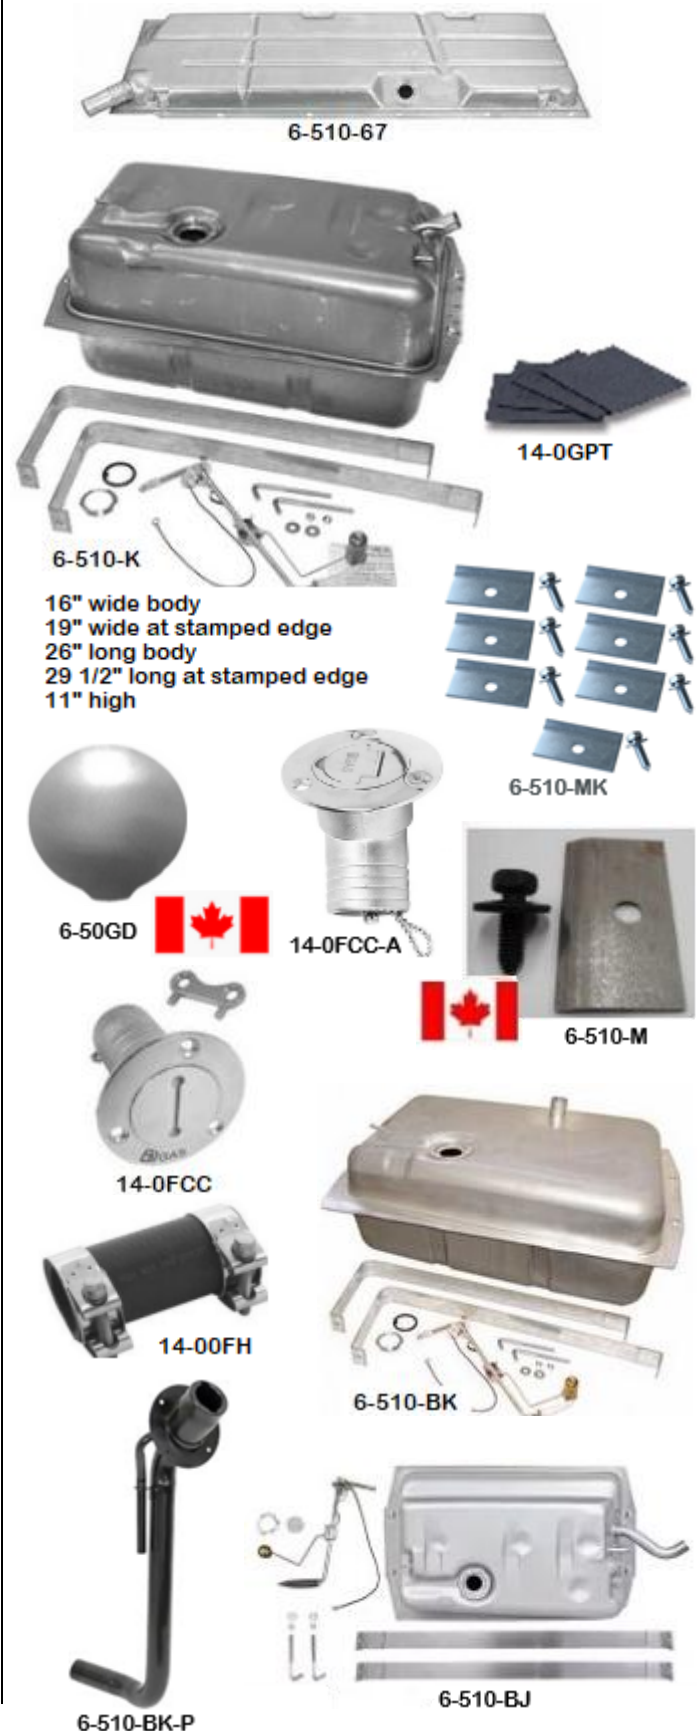 6-510-67
14-0GPT
6-510-K
16" wide body
19" wide at stamped edge
26" long body
29 1/2" long at stamped edge
11" high
6-510-MK
6-50GD
14-0FCC-A
6-510-M
GAS
14-0FCC
14-00FH
6-510-BK
6-510-BJ
6-510-BK-P